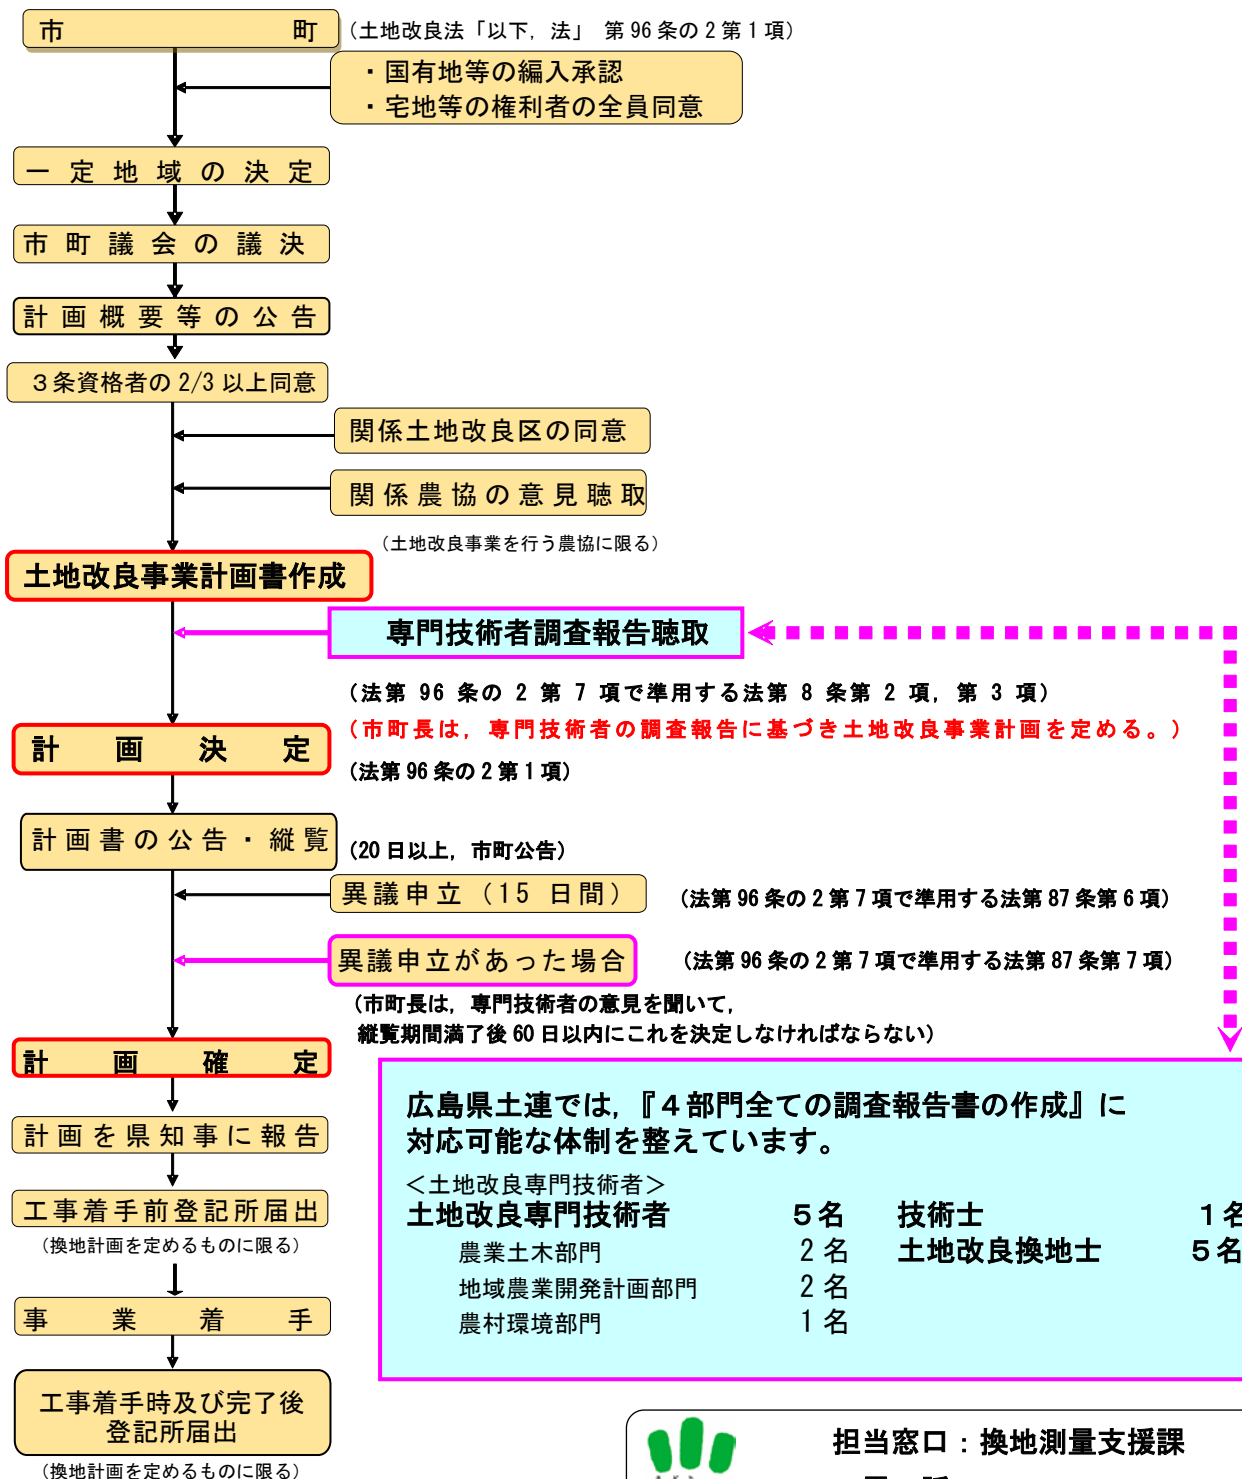 市　　　　　町　(土地改良法「以下，法」 第96条の2第1項)
・国有地等の編入承認
・宅地等の権利者の全員同意
一定地域の決定
市町議会の議決
計画概要等の公告
３条資格者の2/3以上同意
関係土地改良区の同意
関係農協の意見聴取
(土地改良事業を行う農協に限る)
土地改良事業計画書作成
専門技術者調査報告聴取
(法第 96 条の 2 第 7 項で準用する法第 8 条第 2 項，第 3 項)
(市町長は，専門技術者の調査報告に基づき土地改良事業計画を定める。)
計　画　決　定
(法第96条の2第1項)
計画書の公告・縦覧　(20日以上，市町公告)
異議申立（15 日間）　(法第96条の2第7項で準用する法第87条第6項)
異議申立があった場合　(法第96条の2第7項で準用する法第87条第7項)
(市町長は，専門技術者の意見を聞いて，
縦覧期間満了後60日以内にこれを決定しなければならない)
計　画　確　定
計画を県知事に報告
工事着手前登記所届出
(換地計画を定めるものに限る)
事　業　着　手
工事着手時及び完了後
登記所届出
(換地計画を定めるものに限る)
広島県土連では，『４部門全ての調査報告書の作成』に
対応可能な体制を整えています。
＜土地改良専門技術者＞
土地改良専門技術者　５名　技術士　１名
農業土木部門　２名　土地改良換地士　５名
地域農業開発計画部門　２名
農村環境部門　１名
担当窓口：換地測量支援課